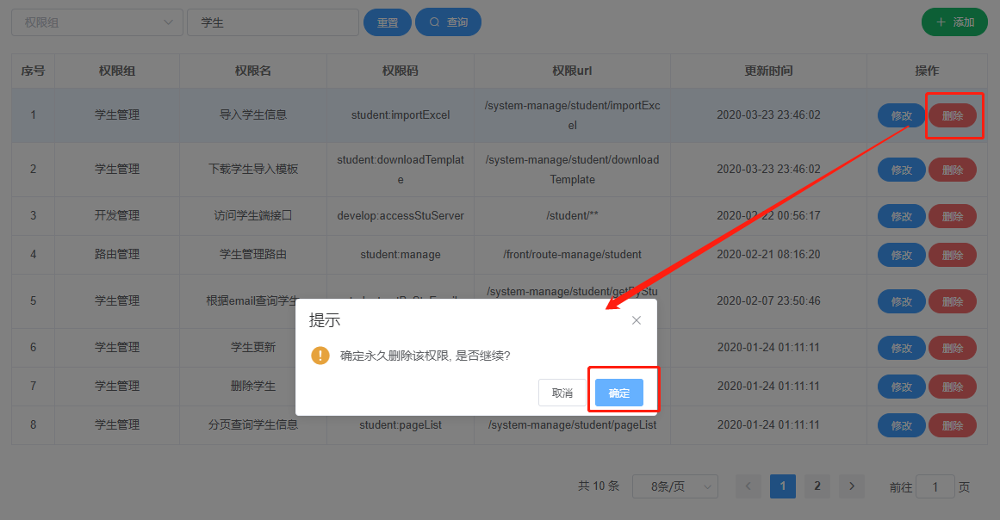 权限组 学生 重置 查询 添加
序号 权限组 权限名 权限码 权限url 更新时间 操作
1 学生管理 导入学生信息 student:importExcel /system-manage/student/importExc
el 2020-03-23 23:46:02 修改 删除
2 学生管理 下载学生导入模板 student:downloadTemplat
e /system-manage/student/download
Template 2020-03-23 23:46:02 修改 删除
3 开发管理 访问学生端接口 develop:accessStuServer /student/** 2020-02-22 00:56:17 修改 删除
4 路由管理 学生管理路由 student:manage /front/route-manage/student 2020-02-21 08:16:20 修改 删除
5 学生管理 根据email查询学生 /system-manage/student/getByStu
2020-02-07 23:50:46 修改 删除
6 学生管理 学生更新 2020-01-24 01:11:11 修改 删除
7 学生管理 删除学生 2020-01-24 01:11:11 修改 删除
8 学生管理 分页查询学生信息 student:pageList /system-manage/student/pageList 2020-01-24 01:11:11 修改 删除
提示
确定永久删除该权限, 是否继续?
取消 确定
共 10 条 8条/页 1 2 前往 1 页